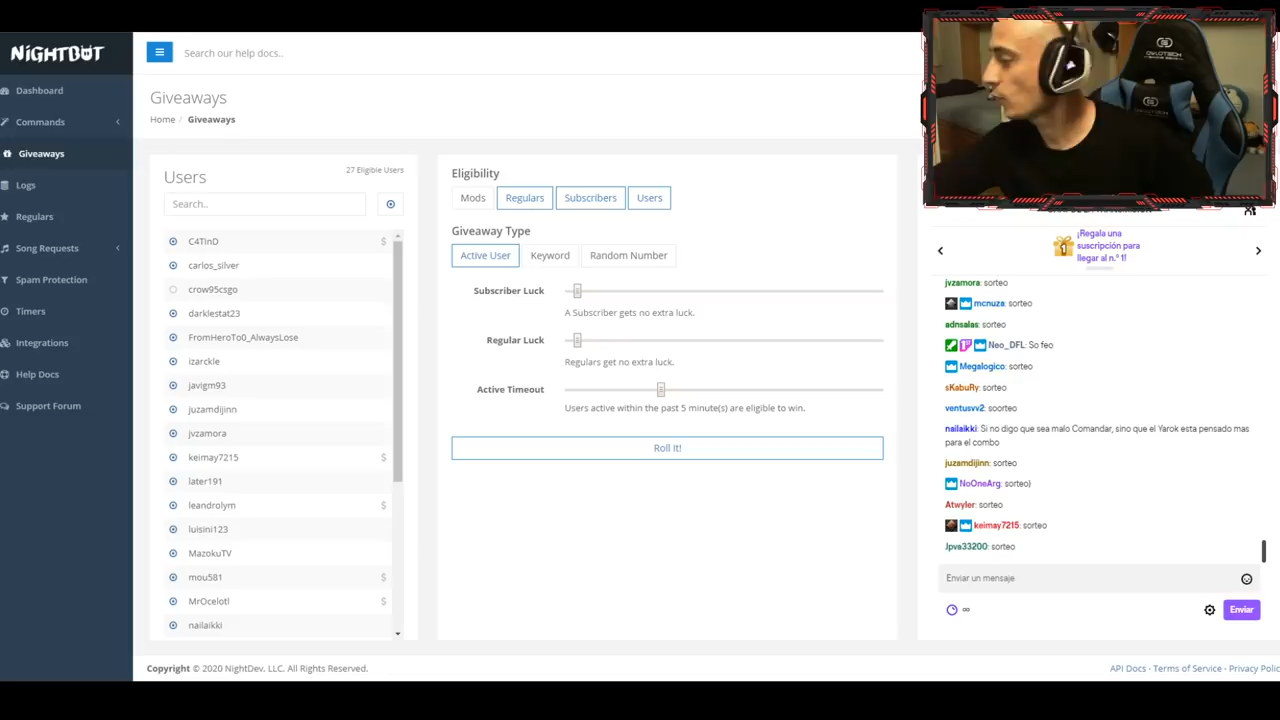 NiGHTBOT
Search our help docs..
Dashboard
Commands
Giveaways
Logs
Regulars
Song Requests
Spam Protection
Timers
Integrations
Help Docs
Support Forum
Giveaways
Home / Giveaways
Users
27 Eligible Users
Search..
C4TInD $
carlos_silver
crow95csgo
darklestat23
FromHeroTo0_AlwaysLose
izarckle
javigm93
juzamdijinn
jvzamora
keimay7215 $
later191
leandrolym $
luisini123
MazokuTV
mou581 $
MrOcelotl $
nailaikki
Eligibility
Mods Regulars Subscribers Users
Giveaway Type
Active User Keyword Random Number
Subscriber Luck
A Subscriber gets no extra luck.
Regular Luck
Regulars get no extra luck.
Active Timeout
Users active within the past 5 minute(s) are eligible to win.
Roll It!
¡Regala una
suscripción para
llegar al n.º 1!
jvzamora: sorteo
mcnuza: sorteo
adnsalas: sorteo
Neo_DFL: So feo
Megalogico: sorteo
sKabuRy: sorteo
ventusvv2: soorteo
nailaikki: Si no digo que sea malo Comandar, sino que el Yarok esta pensado mas
para el combo
juzamdijinn: sorteo
NoOneArg: sorteo)
Atwyler: sorteo
keimay7215: sorteo
Jpva33200: sorteo
Enviar un mensaje
∞
Enviar
Copyright © 2020 NightDev, LLC. All Rights Reserved.
API Docs · Terms of Service · Privacy Polic